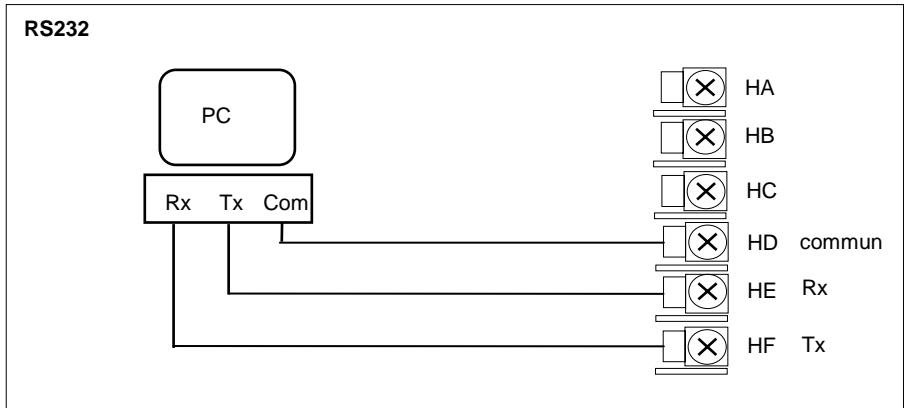 RS232
PC
Rx Tx Com
HA
HB
HC
HD commun
HE Rx
HF Tx